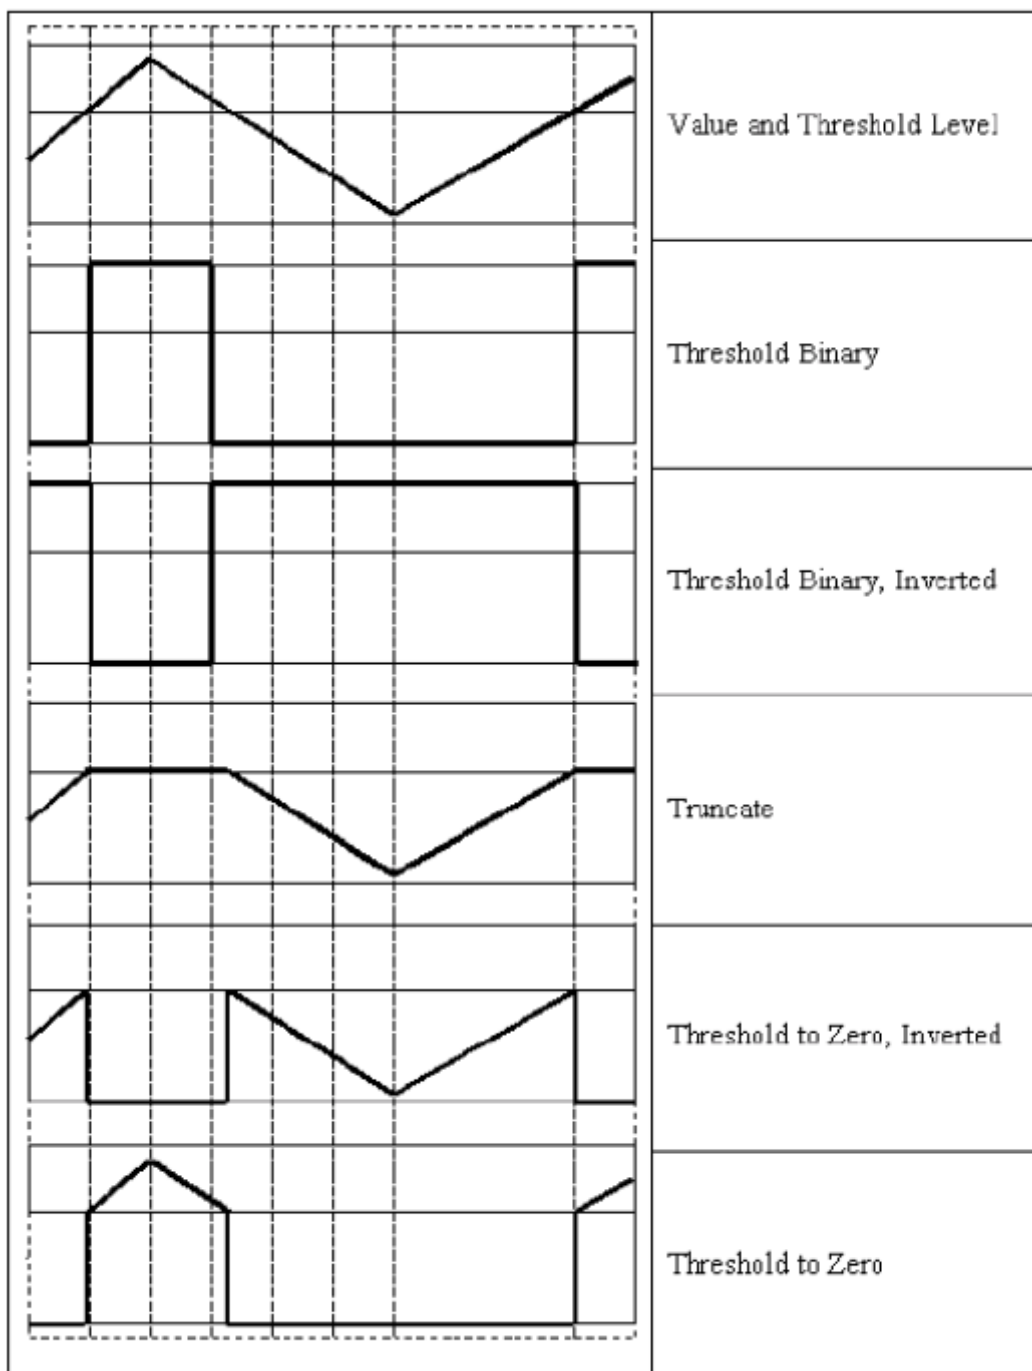 Value and Threshold Level
Threshold Binary
Threshold Binary, Inverted
Truncate
Threshold to Zero, Inverted
Threshold to Zero